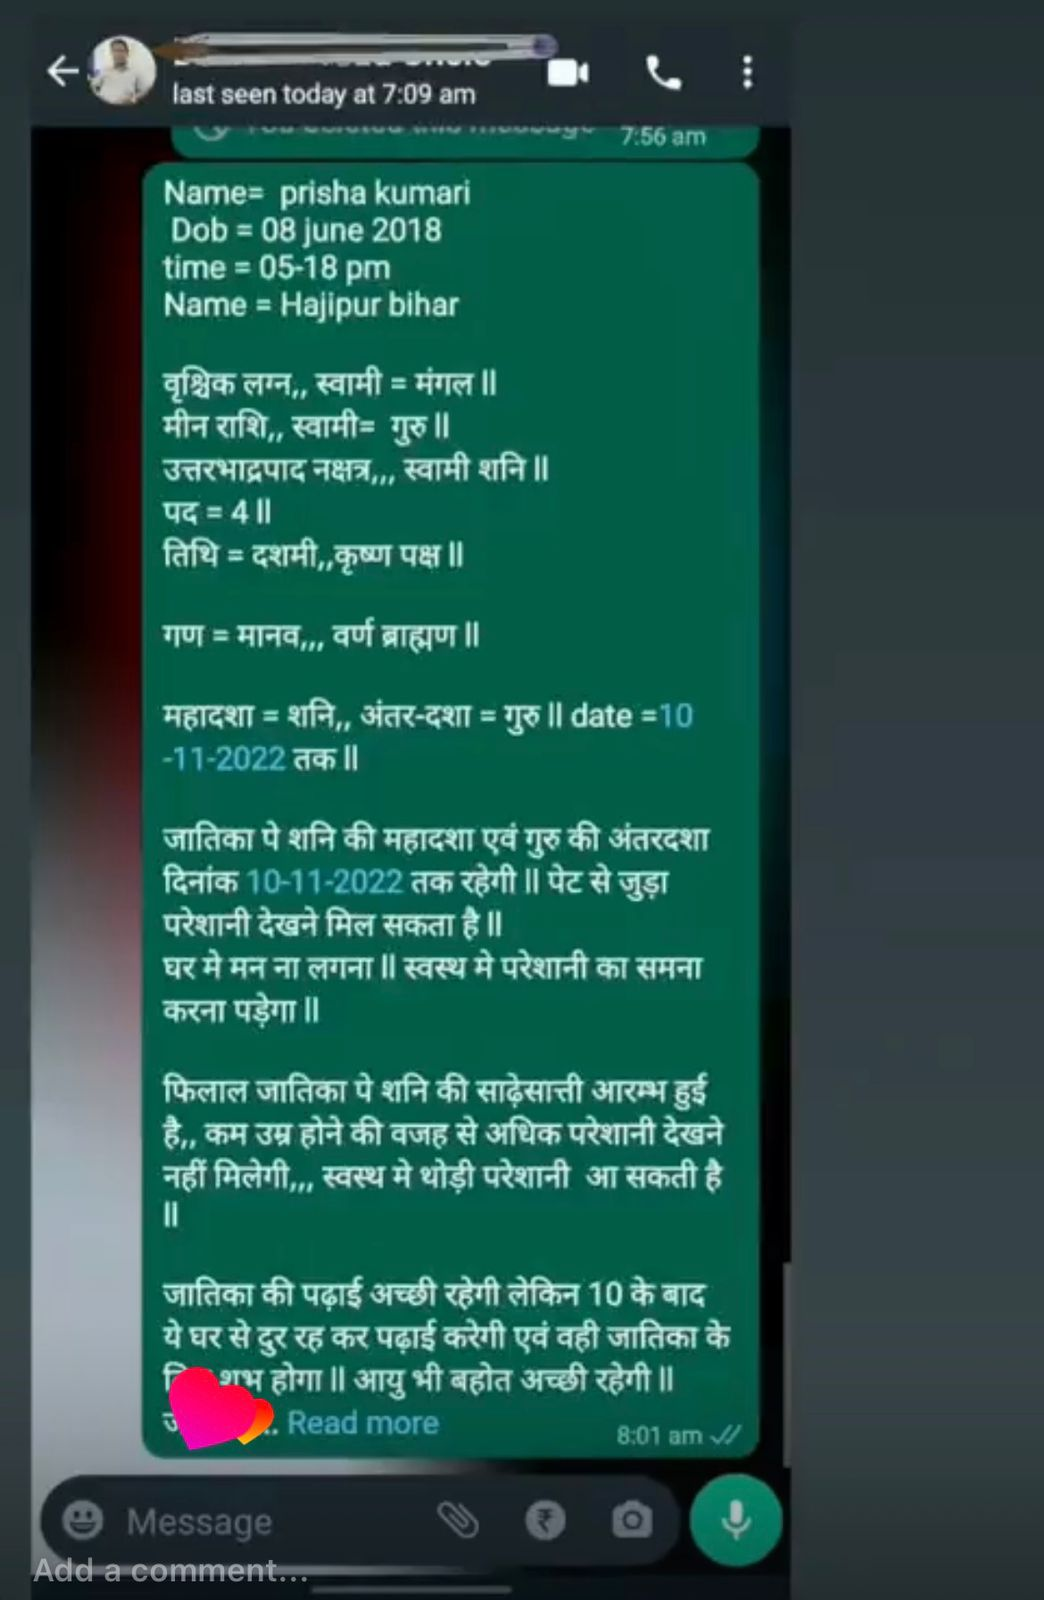 last seen today at 7:09 am
You deleted this message 7:56 am
Name= prisha kumari
Dob = 08 june 2018
time = 05-18 pm
Name = Hajipur bihar
वृश्चिक लग्न,, स्वामी = मंगल ll
मीन राशि,, स्वामी= गुरु ll
उत्तरभाद्रपाद नक्षत्र,,, स्वामी शनि ll
पद = 4 ll
तिथि = दशमी,,कृष्ण पक्ष ll
गण = मानव,,, वर्ण ब्राह्मण ll
महादशा = शनि,, अंतर-दशा = गुरु ll date =10
-11-2022 तक ll
जातिका पे शनि की महादशा एवं गुरु की अंतरदशा
दिनांक 10-11-2022 तक रहेगी ll पेट से जुड़ा
परेशानी देखने मिल सकता है ll
घर मे मन ना लगना ll स्वस्थ मे परेशानी का समना
करना पड़ेगा ll
फिलाल जातिका पे शनि की साढ़ेसात्ती आरम्भ हुई
है,, कम उम्र होने की वजह से अधिक परेशानी देखने
नहीं मिलेगी,,, स्वस्थ मे थोड़ी परेशानी आ सकती है
ll
जातिका की पढ़ाई अच्छी रहेगी लेकिन 10 के बाद
ये घर से दुर रह कर पढ़ाई करेगी एवं वही जातिका के
शुभ होगा ll आयु भी बहोत अच्छी रहेगी ll
.. Read more
8:01 am
Message
Add a comment...